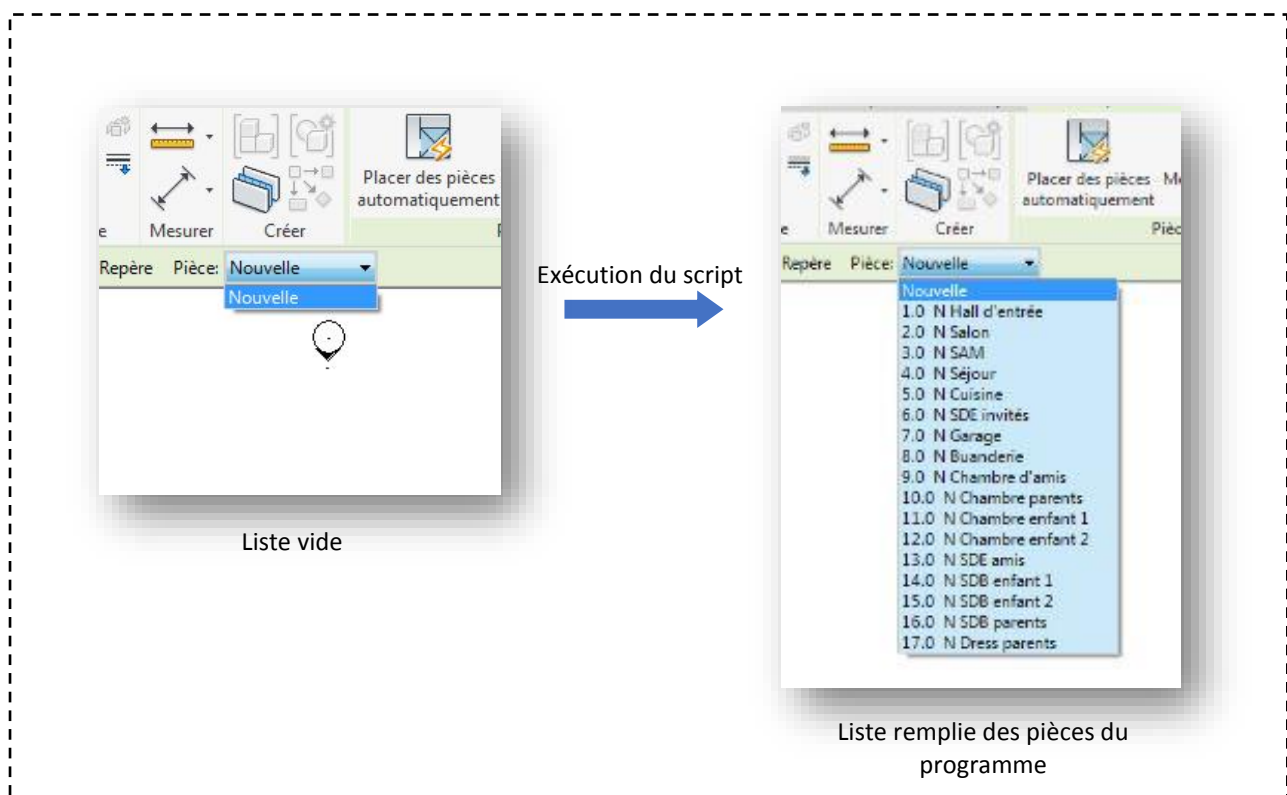 Placer des pièces
automatiquement
e Mesurer Créer
Repère Pièce: Nouvelle
Nouvelle
Liste vide
Exécution du script
Placer des pièces
automatiquement
e Mesurer Créer Pièc
Repère Pièce: Nouvelle
Nouvelle
1.0 N Hall d'entrée
2.0 N Salon
3.0 N SAM
4.0 N Séjour
5.0 N Cuisine
6.0 N SDE invités
7.0 N Garage
8.0 N Buanderie
9.0 N Chambre d'amis
10.0 N Chambre parents
11.0 N Chambre enfant 1
12.0 N Chambre enfant 2
13.0 N SDE amis
14.0 N SDB enfant 1
15.0 N SDB enfant 2
16.0 N SDB parents
17.0 N Dress parents
Liste remplie des pièces du
programme